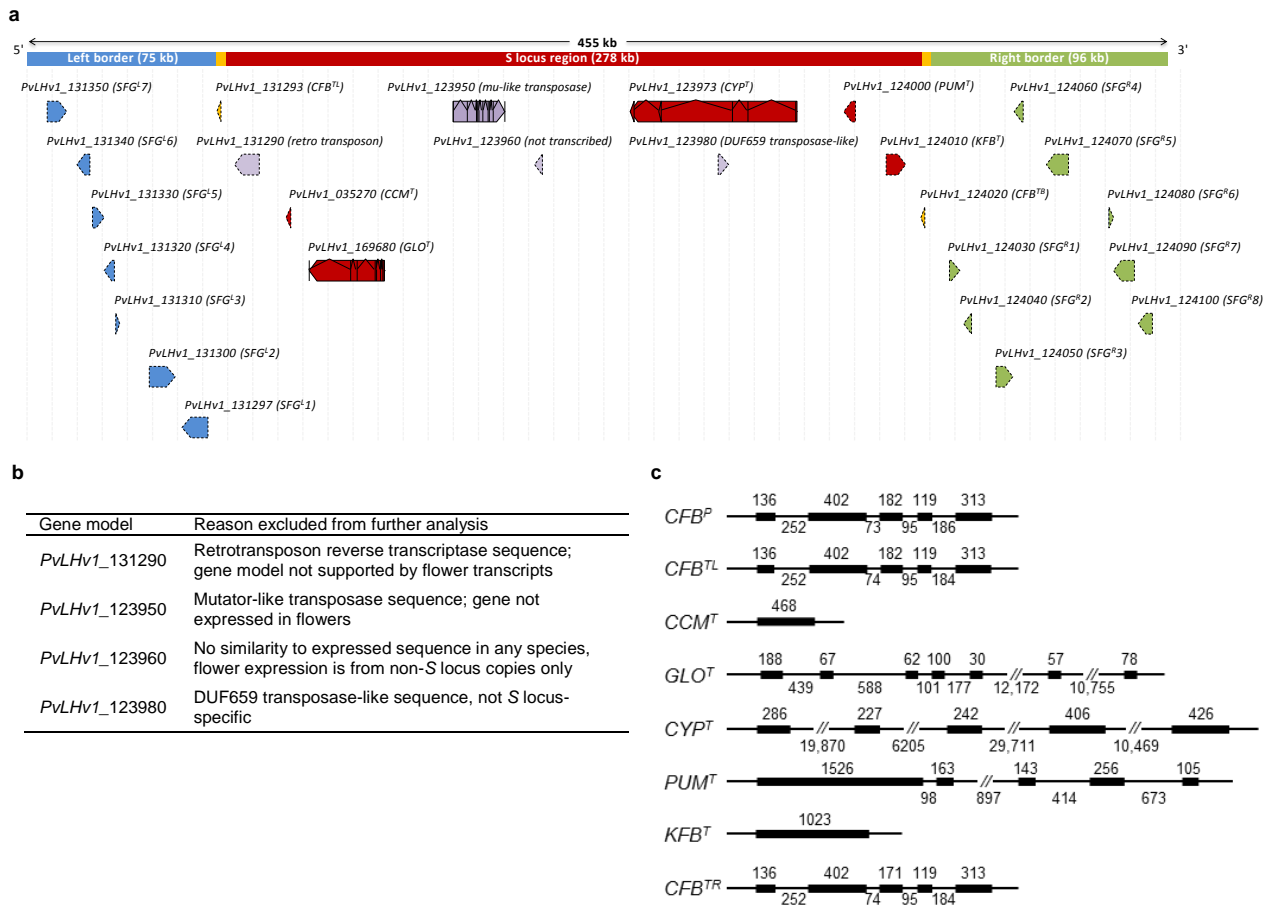 a
455 kb
5' 3'
Left border (75 kb) S locus region (278 kb) Right border (96 kb)
PvLHv1_131350 (SFGᴸ7) PvLHv1_131293 (CFBᵀᴸ) PvLHv1_123950 (mu-like transposase) PvLHv1_123973 (CYPᵀ) PvLHv1_124000 (PUMᵀ) PvLHv1_124060 (SFGᴿ4)
PvLHv1_131340 (SFGᴸ6) PvLHv1_131290 (retro transposon) PvLHv1_123960 (not transcribed) PvLHv1_123980 (DUF659 transposase-like) PvLHv1_124010 (KFBᵀ) PvLHv1_124070 (SFGᴿ5)
PvLHv1_131330 (SFGᴸ5) PvLHv1_035270 (CCMᵀ) PvLHv1_124020 (CFBᵀᴮ) PvLHv1_124080 (SFGᴿ6)
PvLHv1_131320 (SFGᴸ4) PvLHv1_169680 (GLOᵀ) PvLHv1_124030 (SFGᴿ1) PvLHv1_124090 (SFGᴿ7)
PvLHv1_131310 (SFGᴸ3) PvLHv1_124040 (SFGᴿ2) PvLHv1_124100 (SFGᴿ8)
PvLHv1_131300 (SFGᴸ2) PvLHv1_124050 (SFGᴿ3)
PvLHv1_131297 (SFGᴸ1)
b
Gene model Reason excluded from further analysis
PvLHv1_131290 Retrotransposon reverse transcriptase sequence;
gene model not supported by flower transcripts
PvLHv1_123950 Mutator-like transposase sequence; gene not
expressed in flowers
PvLHv1_123960 No similarity to expressed sequence in any species,
flower expression is from non-S locus copies only
PvLHv1_123980 DUF659 transposase-like sequence, not S locus-
specific
c
136 402 182 119 313
CFBᴾ
252 73 95 186
136 402 182 119 313
CFBᵀᴸ
252 74 95 184
468
CCMᵀ
188 67 62 100 30 57 78
GLOᵀ
439 588 101 177 12,172 10,755
286 227 242 406 426
CYPᵀ
19,870 6205 29,711 10,469
1526 163 143 256 105
PUMᵀ
98 897 414 673
1023
KFBᵀ
136 402 171 119 313
CFBᵀᴿ
252 74 95 184